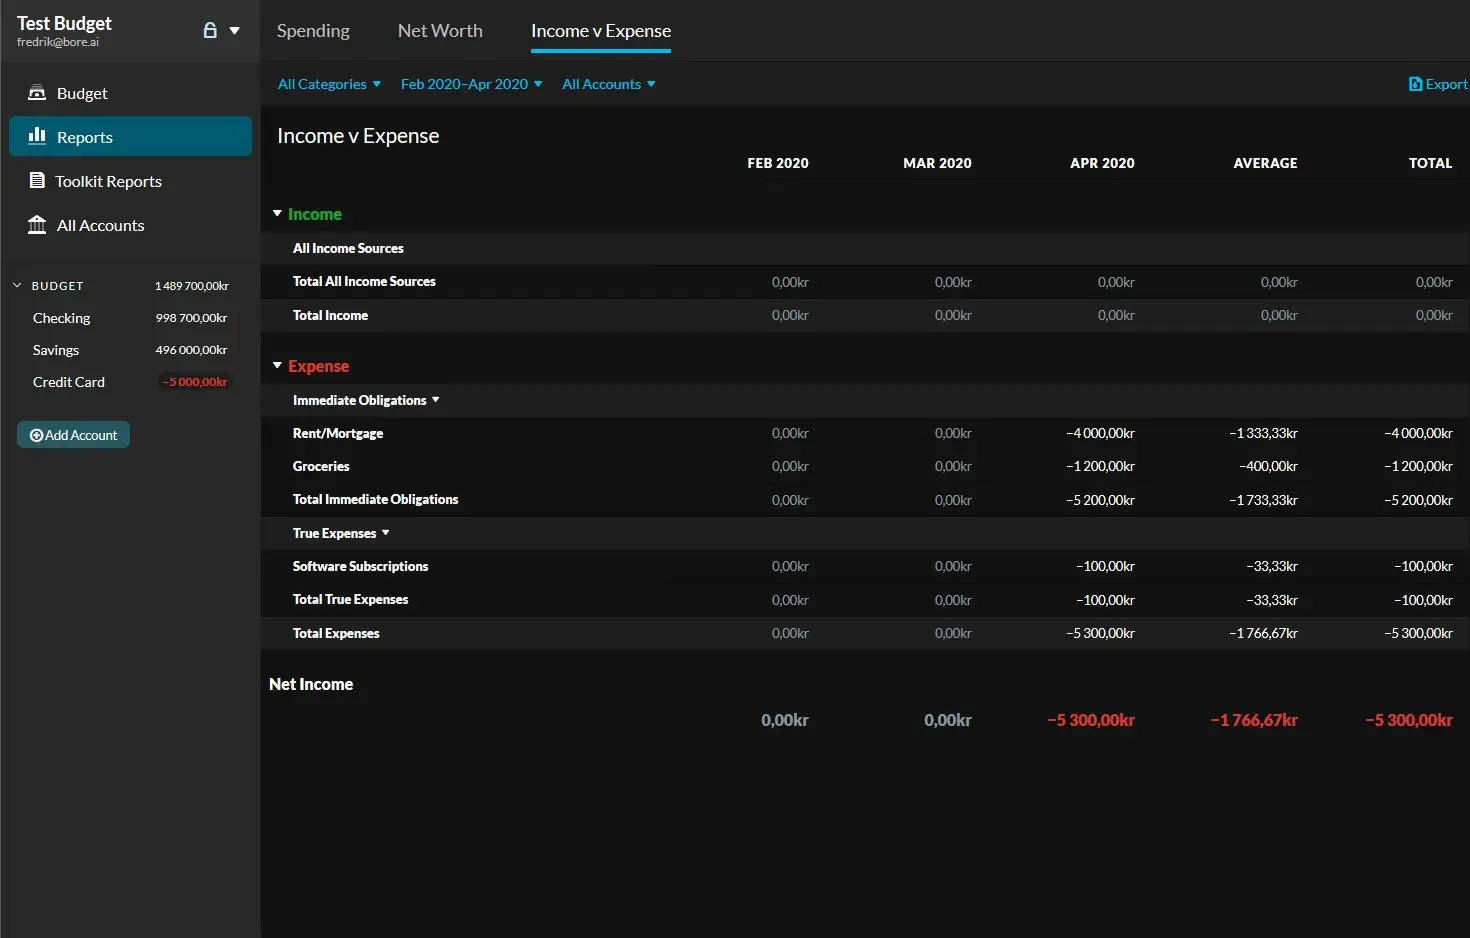 Test Budget
fredrik@bore.ai
Budget
Reports
Toolkit Reports
All Accounts
BUDGET 1 489 700,00kr
Checking 998 700,00kr
Savings 496 000,00kr
Credit Card −5 000,00kr
Add Account
Spending Net Worth Income v Expense
All Categories Feb 2020–Apr 2020 All Accounts Export
Income v Expense
FEB 2020 MAR 2020 APR 2020 AVERAGE TOTAL
Income
All Income Sources
Total All Income Sources 0,00kr 0,00kr 0,00kr 0,00kr 0,00kr
Total Income 0,00kr 0,00kr 0,00kr 0,00kr 0,00kr
Expense
Immediate Obligations
Rent/Mortgage 0,00kr 0,00kr −4 000,00kr −1 333,33kr −4 000,00kr
Groceries 0,00kr 0,00kr −1 200,00kr −400,00kr −1 200,00kr
Total Immediate Obligations 0,00kr 0,00kr −5 200,00kr −1 733,33kr −5 200,00kr
True Expenses
Software Subscriptions 0,00kr 0,00kr −100,00kr −33,33kr −100,00kr
Total True Expenses 0,00kr 0,00kr −100,00kr −33,33kr −100,00kr
Total Expenses 0,00kr 0,00kr −5 300,00kr −1 766,67kr −5 300,00kr
Net Income
0,00kr 0,00kr −5 300,00kr −1 766,67kr −5 300,00kr